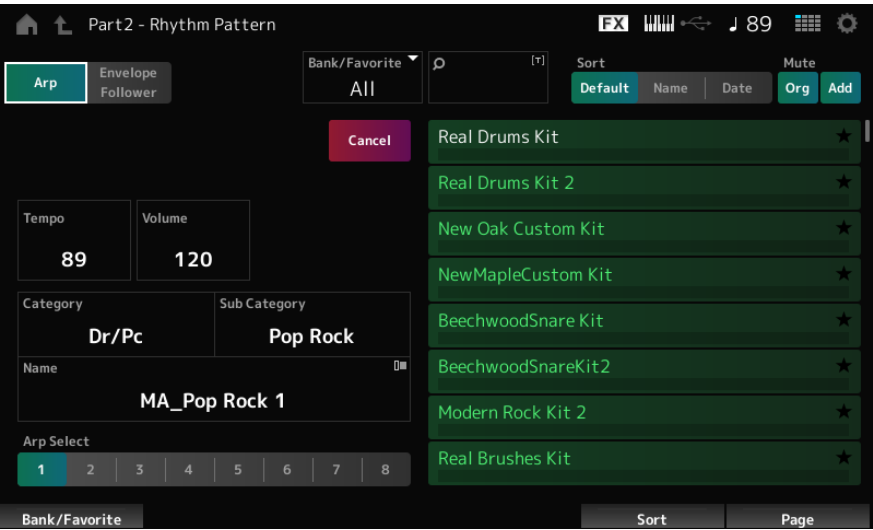 Part2 - Rhythm Pattern
FX
♩ 89
Arp
Envelope
Follower
Bank/Favorite
All
[T]
Sort
Default
Name
Date
Mute
Org
Add
Cancel
Tempo
89
Volume
120
Category
Dr/Pc
Sub Category
Pop Rock
Name
MA_Pop Rock 1
Arp Select
1 2 3 4 5 6 7 8
Real Drums Kit
Real Drums Kit 2
New Oak Custom Kit
NewMapleCustom Kit
BeechwoodSnare Kit
BeechwoodSnareKit2
Modern Rock Kit 2
Real Brushes Kit
Bank/Favorite
Sort
Page